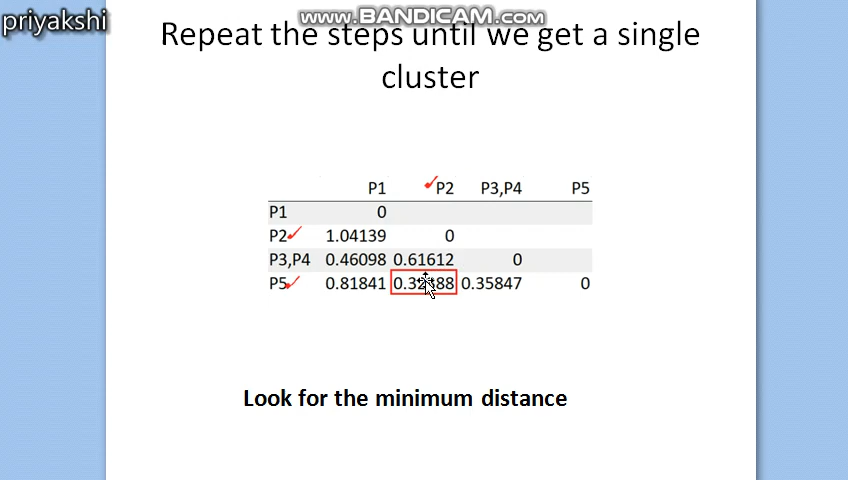 www.BANDICAM.com
priyakshi
Repeat the steps until we get a single
cluster
P1 P2 P3,P4 P5
P1 0
P2 1.04139 0
P3,P4 0.46098 0.61612 0
P5 0.81841 0.35847 0
Look for the minimum distance